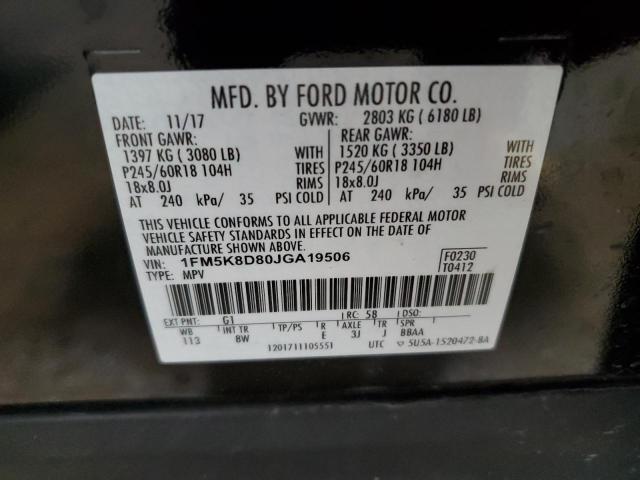 MFD. BY FORD MOTOR CO.
DATE: 11/17 GVWR: 2803 KG ( 6180 LB)
FRONT GAWR: REAR GAWR:
1397 KG ( 3080 LB) WITH 1520 KG ( 3350 LB) WITH
P245/60R18 104H TIRES P245/60R18 104H TIRES
18x8.0J RIMS 18x8.0J RIMS
AT 240 kPa/ 35 PSI COLD AT 240 kPa/ 35 PSI COLD
THIS VEHICLE CONFORMS TO ALL APPLICABLE FEDERAL MOTOR
VEHICLE SAFETY STANDARDS IN EFFECT ON THE DATE OF
MANUFACTURE SHOWN ABOVE.
VIN: 1FM5K8D80JGA19506 F0230
TYPE: MPV T0412
EXT PNT: G1 RC: 58 DSO:
WB INT TR TP/PS R AXLE TR SPR
113 BW E 3J J BBAA
1201711105551 UTC 5U5A-1520472-BA